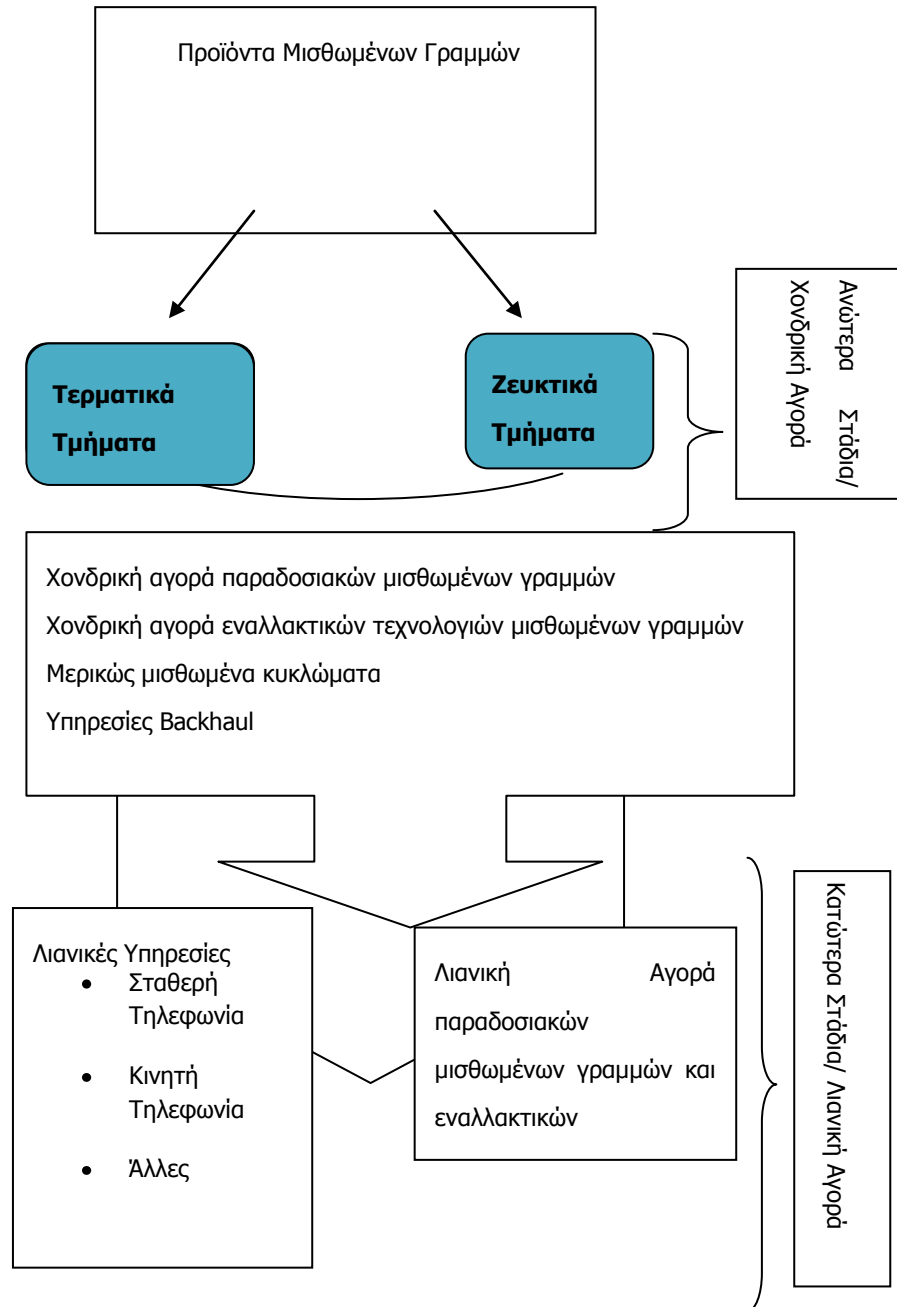 Προϊόντα Μισθωμένων Γραμμών
Ανώτερα Στάδια/
Χονδρική Αγορά
Τερματικά
Τμήματα
Ζευκτικά
Τμήματα
Χονδρική αγορά παραδοσιακών μισθωμένων γραμμών
Χονδρική αγορά εναλλακτικών τεχνολογιών μισθωμένων γραμμών
Μερικώς μισθωμένα κυκλώματα
Υπηρεσίες Backhaul
Λιανικές Υπηρεσίες
• Σταθερή
Τηλεφωνία
• Κινητή
Τηλεφωνία
• Άλλες
Λιανική Αγορά
παραδοσιακών
μισθωμένων γραμμών και
εναλλακτικών
Κατώτερα Στάδια/ Λιανική Αγορά